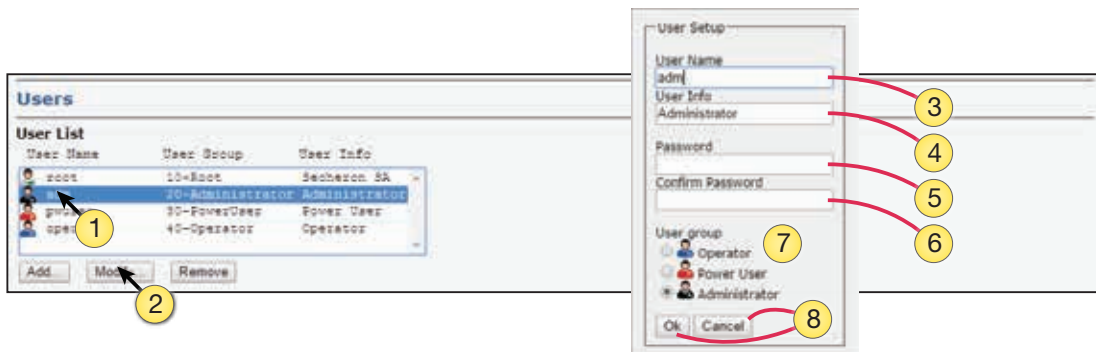 Users
User List
User Name User Group User Info
root 10-Root Secheron SA
20-Administrator Administrator
30-PowerUser Power User
40-Operator Operator
Add... Remove
1
2
User Setup
User Name
adm
User Info
Administrator
Password
Confirm Password
User group
Operator
Power User
Administrator
Ok Cancel
3
4
5
6
7
8